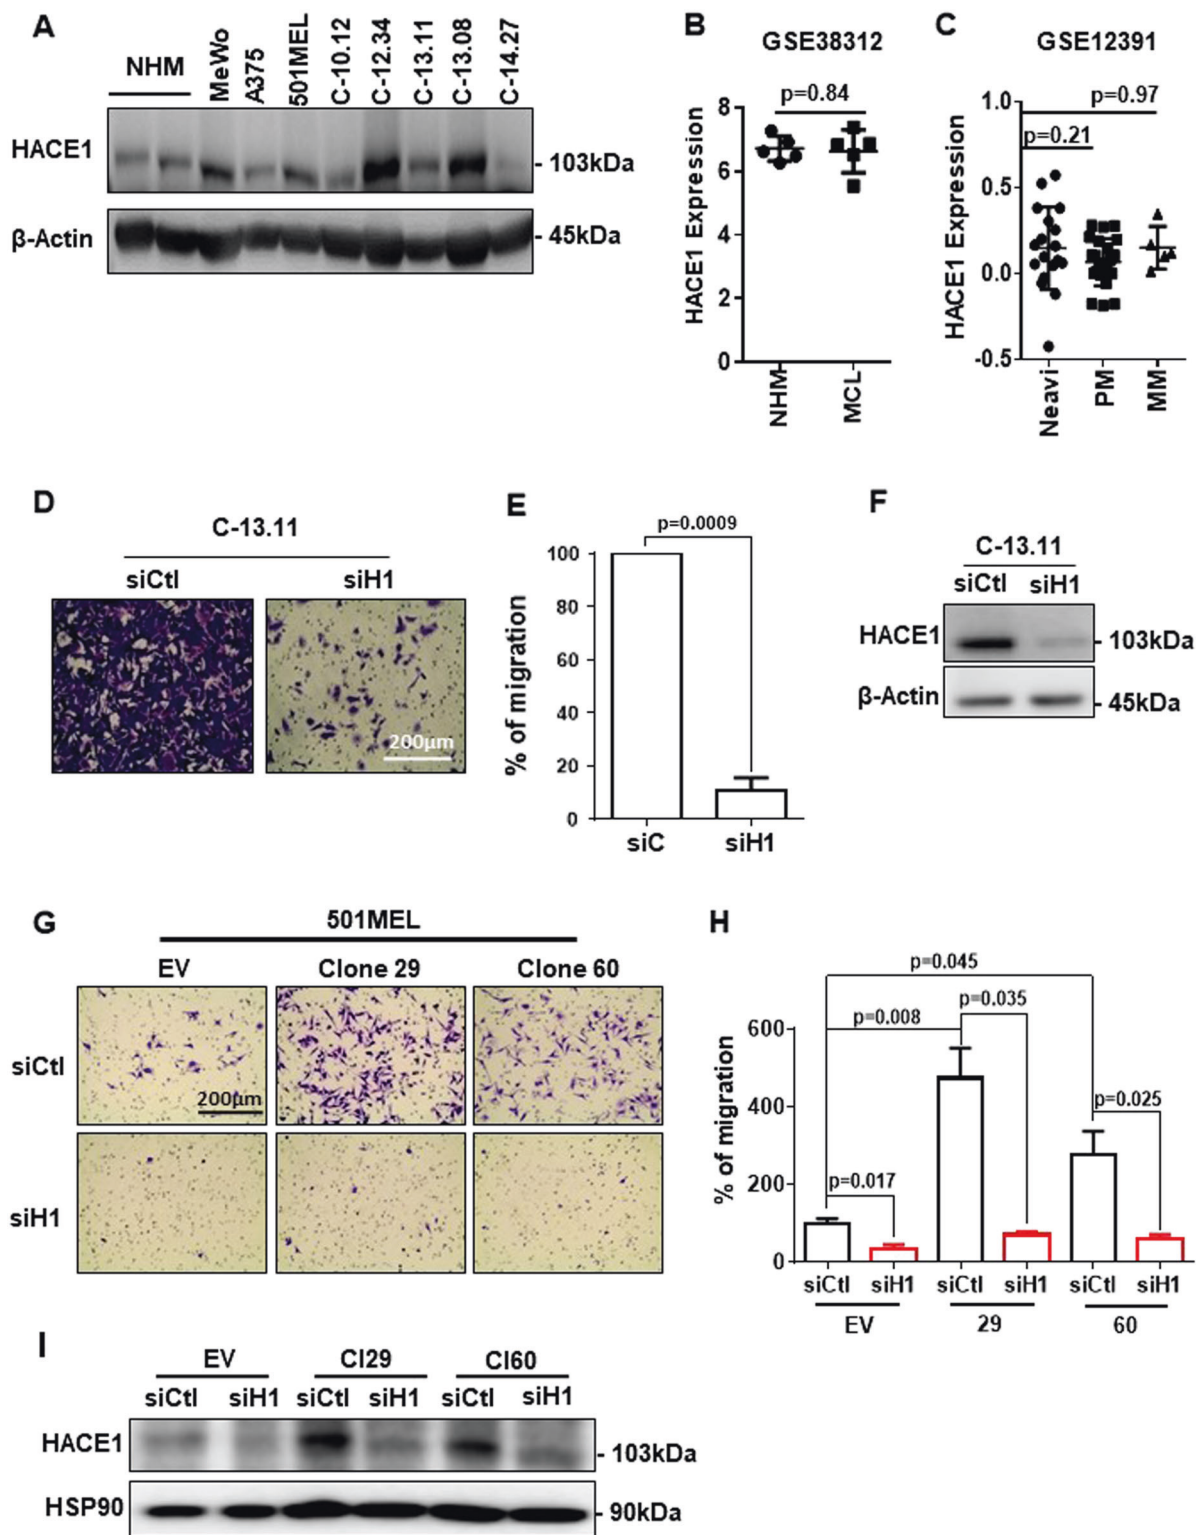 A
NHM
MeWo
A375
501MEL
C-10.12
C-12.34
C-13.11
C-13.08
C-14.27
HACE1
- 103kDa
β-Actin
- 45kDa
B
GSE38312
p=0.84
HACE1 Expression
8
6
4
2
0
NHM
MCL
C
GSE12391
p=0.97
p=0.21
HACE1 Expression
1.0
0.5
0.0
-0.5
Neavi
PM
MM
D
C-13.11
siCtl siH1
200µm
E
p=0.0009
% of migration
100
80
60
40
20
0
siC siH1
F
C-13.11
siCtl siH1
HACE1
- 103kDa
β-Actin
- 45kDa
G
501MEL
EV Clone 29 Clone 60
siCtl
200µm
siH1
H
p=0.045
p=0.008
p=0.035
p=0.025
p=0.017
% of migration
600
400
200
0
siCtl siH1 siCtl siH1 siCtl siH1
EV 29 60
I
EV Cl29 Cl60
siCtl siH1 siCtl siH1 siCtl siH1
HACE1
- 103kDa
HSP90
- 90kDa